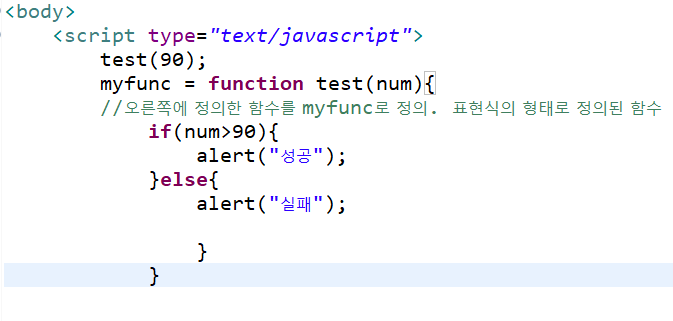 <body>
<script type="text/javascript">
test(90);
myfunc = function test(num){
//오른쪽에 정의한 함수를 myfunc로 정의. 표현식의 형태로 정의된 함수
if(num>90){
alert("성공");
}else{
alert("실패");
}
}